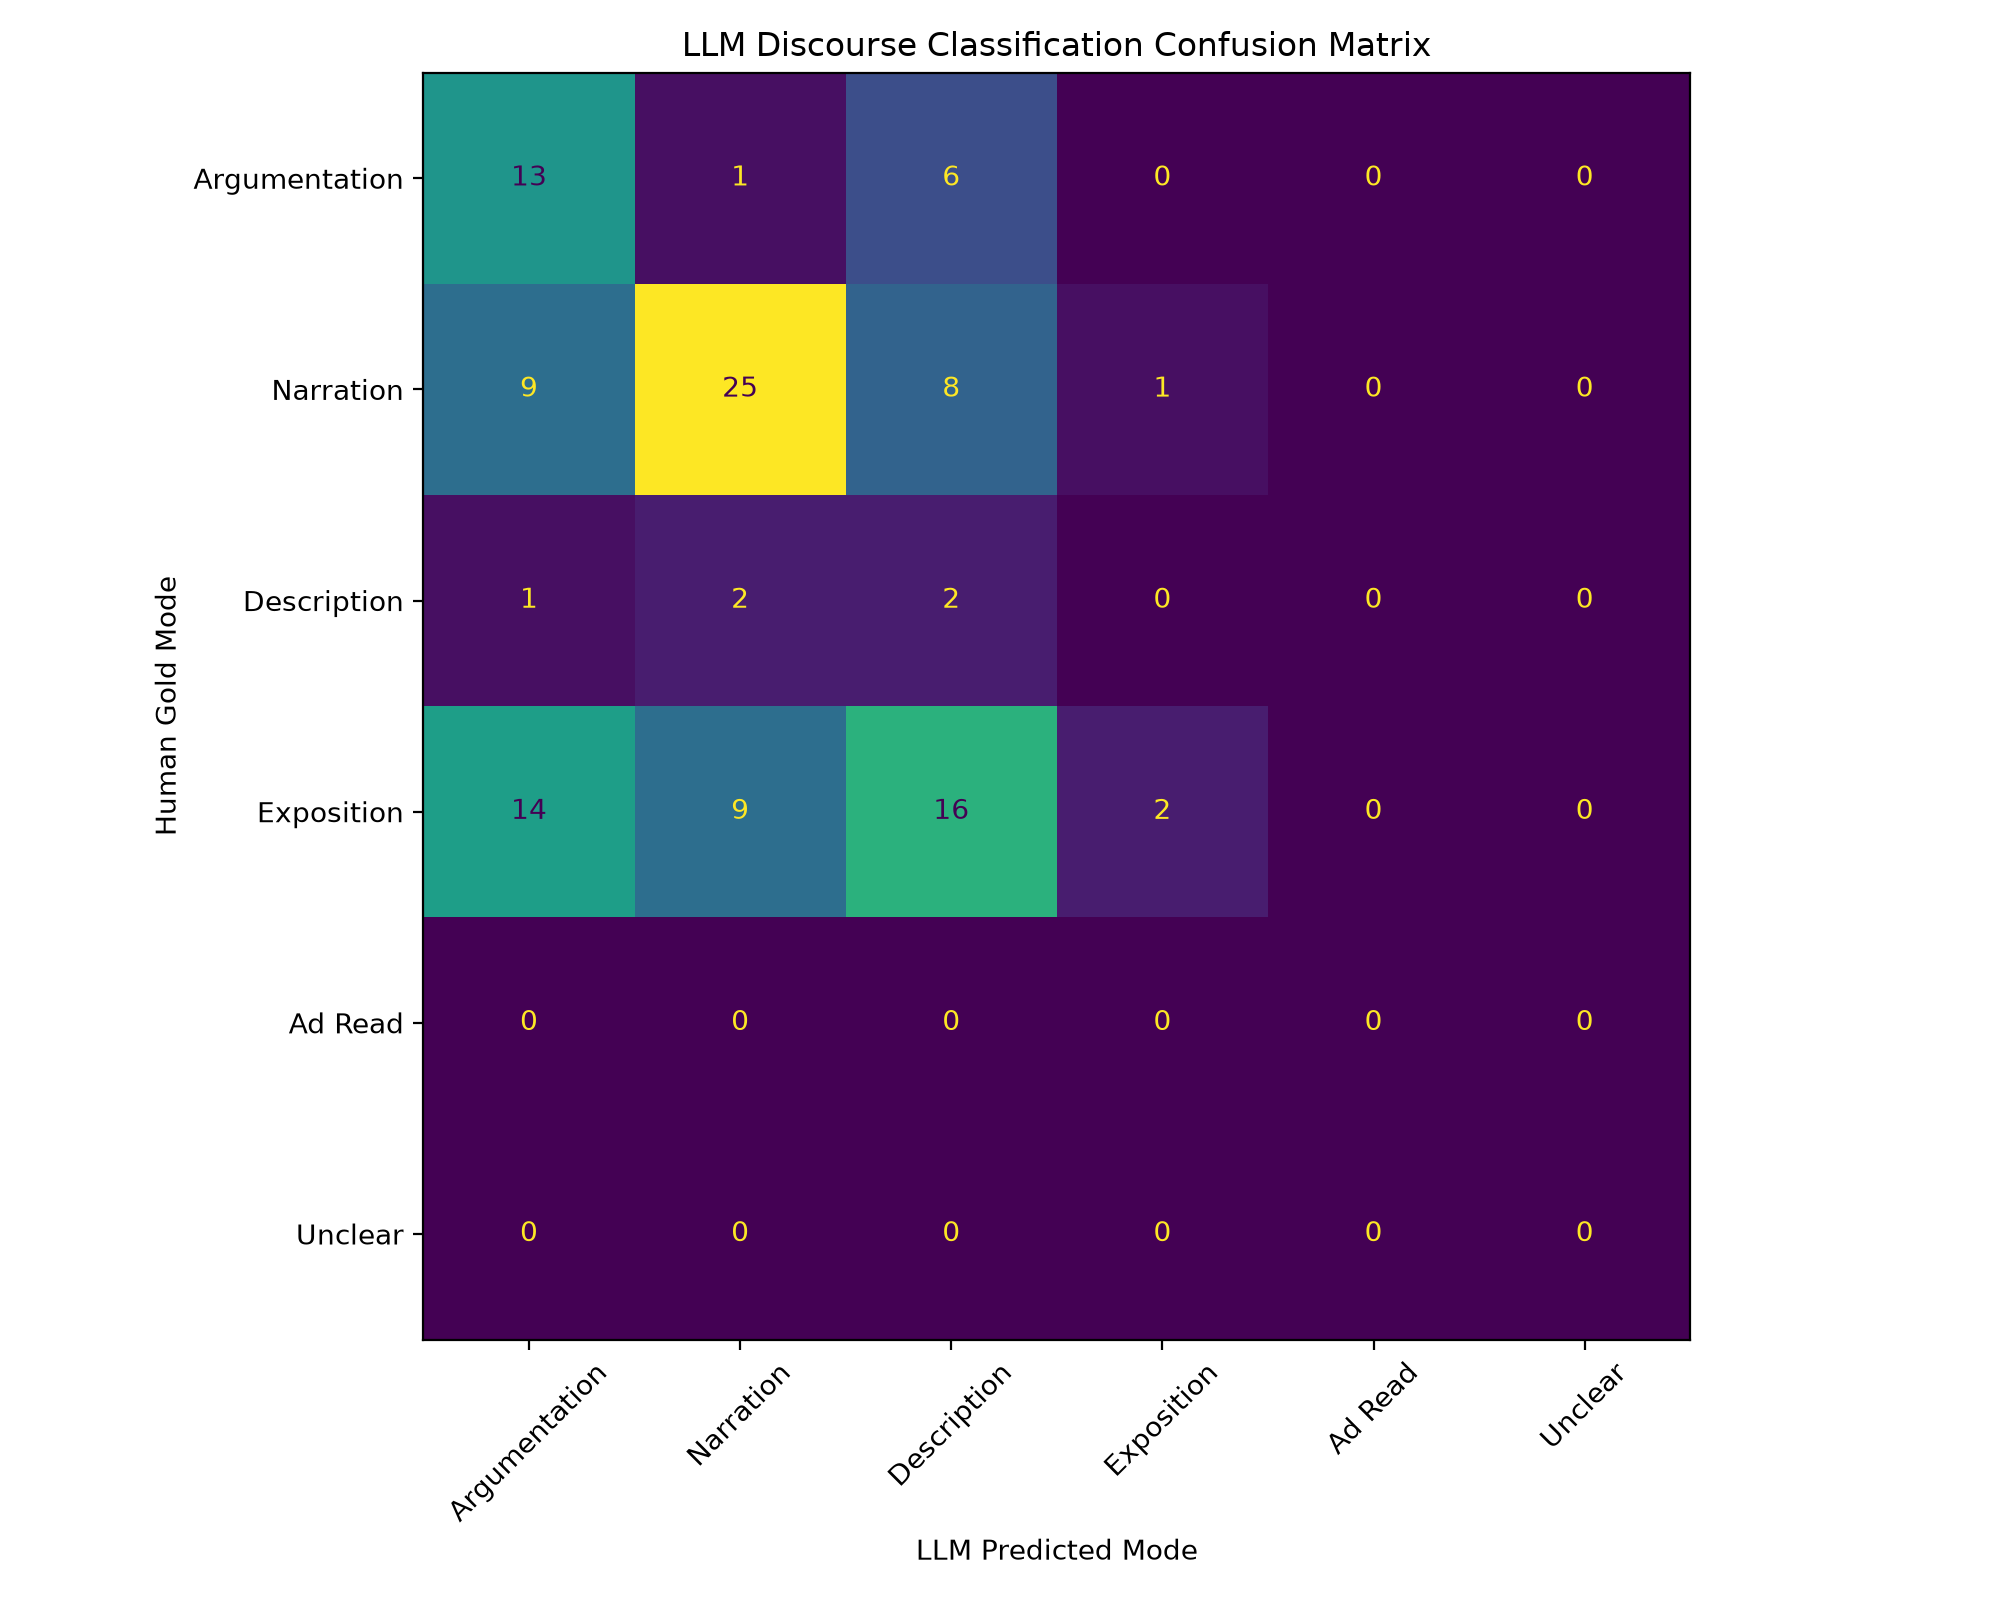 LLM Discourse Classification Confusion Matrix
Argumentation 13 1 6 0 0 0
Narration 9 25 8 1 0 0
Description 1 2 2 0 0 0
Exposition 14 9 16 2 0 0
Ad Read 0 0 0 0 0 0
Unclear 0 0 0 0 0 0
Human Gold Mode
Argumentation Narration Description Exposition Ad Read Unclear
LLM Predicted Mode